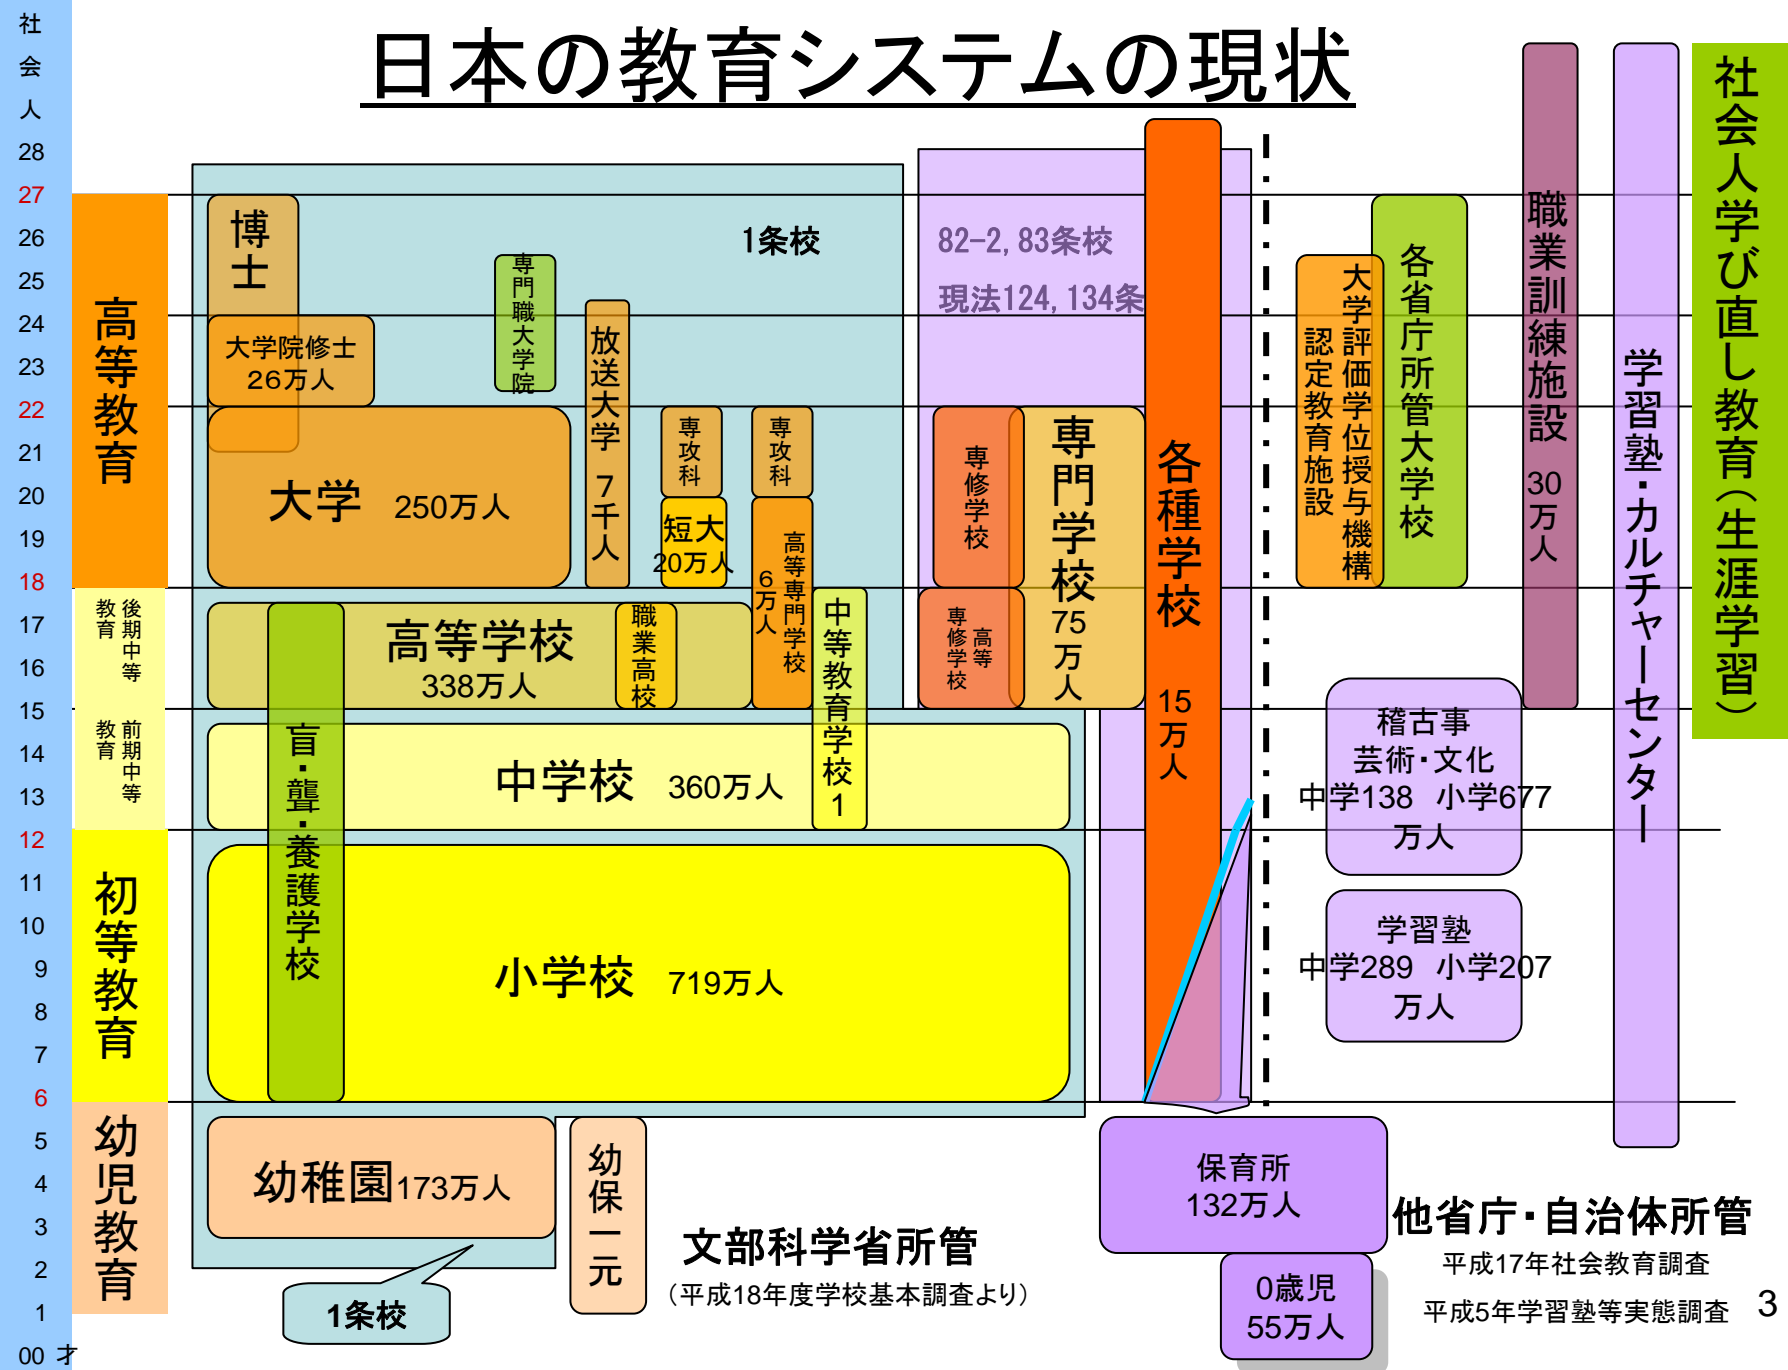 日本の教育システムの現状
社会人
28
27
26
25
24
23
22
21
20
19
18
17
16
15
14
13
12
11
10
9
8
7
6
5
4
3
2
1
00 才
高等教育
後期中等
教育
前期中等
教育
初等教育
幼児教育
博士
大学院修士
26万人
大学 250万人
専門職大学院
放送大学 7千人
専攻科
短大
20万人
専攻科
高等専門学校
6万人
1条校
高等学校
338万人
職業高校
中等教育学校1
盲・聾・養護学校
中学校 360万人
小学校 719万人
幼稚園173万人
幼保一元
1条校
文部科学省所管
(平成18年度学校基本調査より)
82-2, 83条校
現法124, 134条
専修学校
高等
専修学校
専門学校 75万人
各種学校 15万人
大学評価学位授与機構
認定教育施設
各省庁所管大学校
職業訓練施設 30万人
学習塾・カルチャーセンター
社会人学び直し教育(生涯学習)
稽古事
芸術・文化
中学138 小学677
万人
学習塾
中学289 小学207
万人
保育所
132万人
0歳児
55万人
他省庁・自治体所管
平成17年社会教育調査
平成5年学習塾等実態調査
3